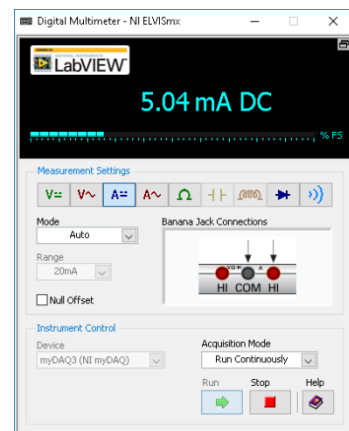 Digital Multimeter - NI ELVISmx
LabVIEW
5.04 mA DC
% FS
Measurement Settings
V= V~ A= A~ Ω
Mode
Banana Jack Connections
Auto
Range
20mA
HI COM HI
Null Offset
Instrument Control
Device
Acquisition Mode
myDAQ3 (NI myDAQ)
Run Continuously
Run Stop Help